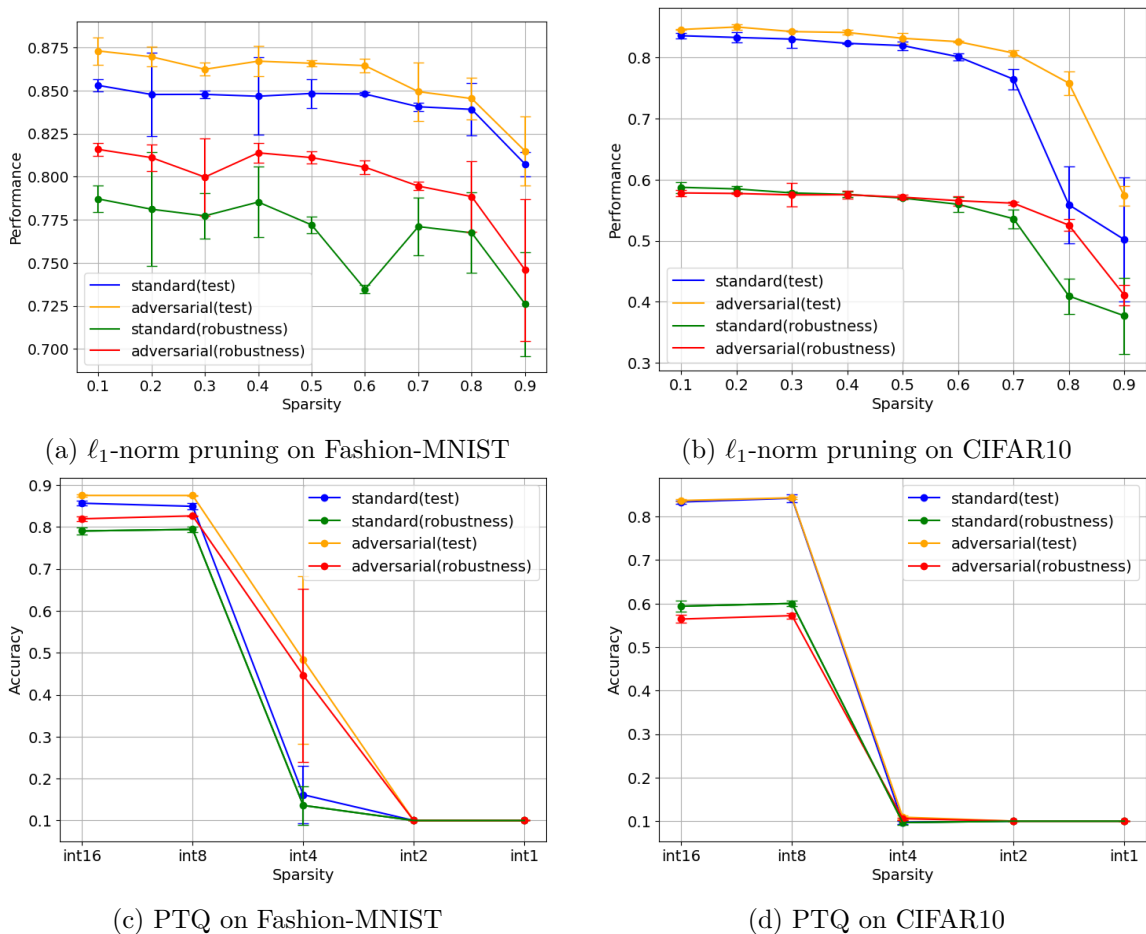 Performance
0.875
0.850
0.825
0.800
0.775
0.750
0.725
0.700
standard(test)
adversarial(test)
standard(robustness)
adversarial(robustness)
0.1 0.2 0.3 0.4 0.5 0.6 0.7 0.8 0.9
Sparsity
(a) ℓ₁-norm pruning on Fashion-MNIST
Performance
0.8
0.7
0.6
0.5
0.4
0.3
standard(test)
adversarial(test)
standard(robustness)
adversarial(robustness)
0.1 0.2 0.3 0.4 0.5 0.6 0.7 0.8 0.9
Sparsity
(b) ℓ₁-norm pruning on CIFAR10
Accuracy
0.9
0.8
0.7
0.6
0.5
0.4
0.3
0.2
0.1
standard(test)
standard(robustness)
adversarial(test)
adversarial(robustness)
int16 int8 int4 int2 int1
Sparsity
(c) PTQ on Fashion-MNIST
Accuracy
0.8
0.7
0.6
0.5
0.4
0.3
0.2
0.1
standard(test)
standard(robustness)
adversarial(test)
adversarial(robustness)
int16 int8 int4 int2 int1
Sparsity
(d) PTQ on CIFAR10